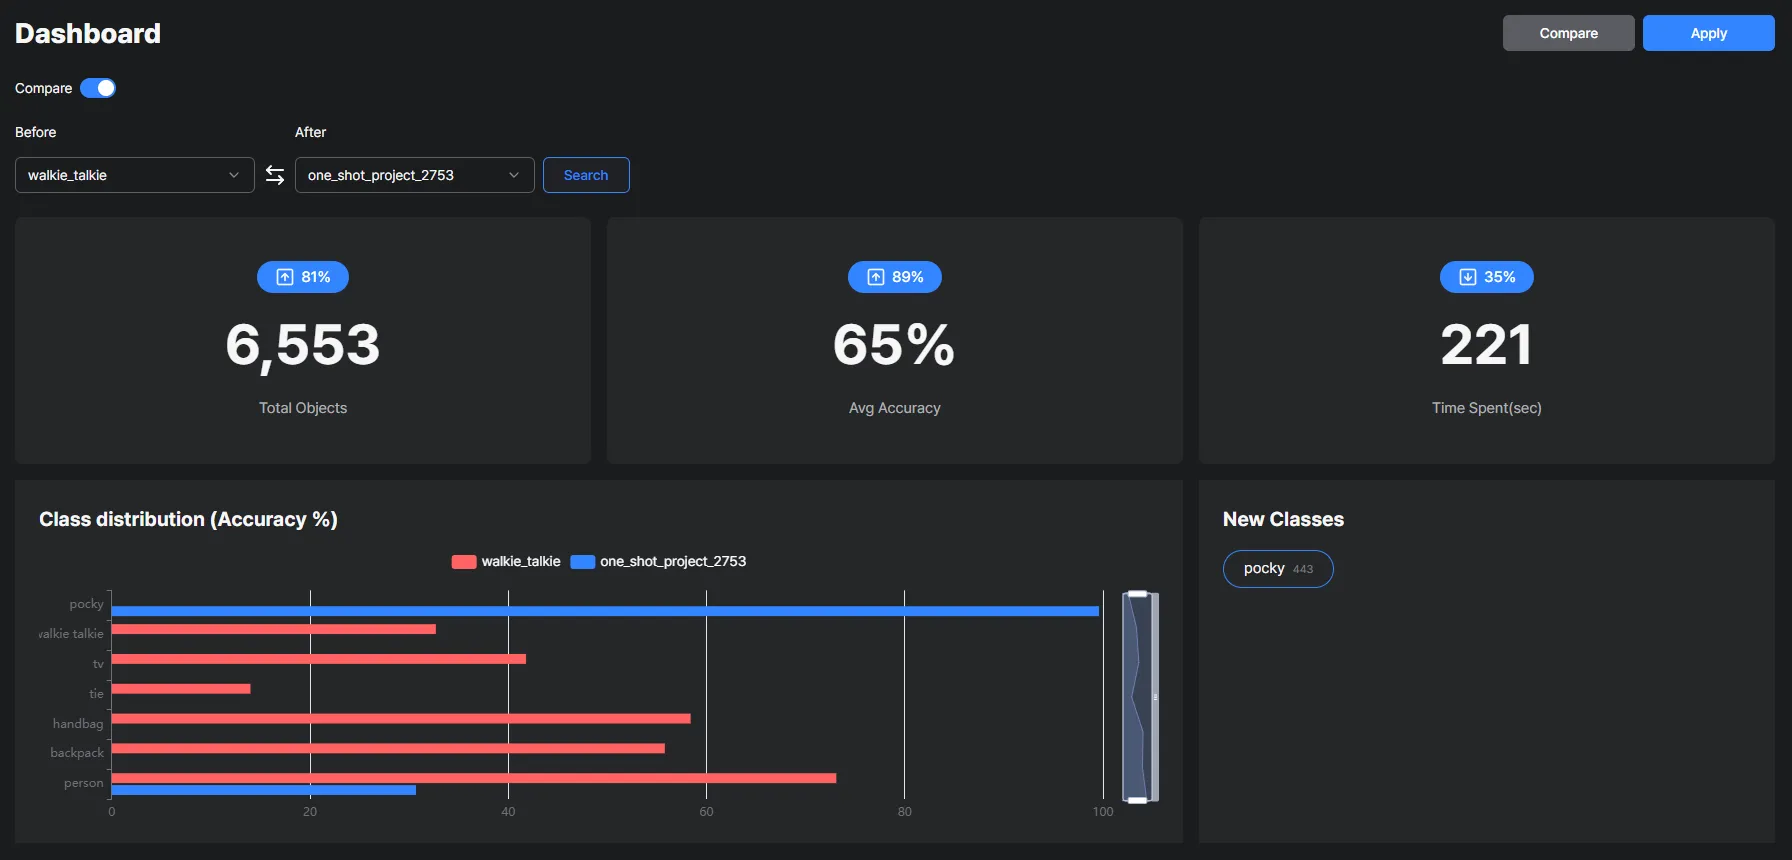 Dashboard
Compare
Apply
Compare
Before
After
walkie_talkie
one_shot_project_2753
Search
81%
6,553
Total Objects
89%
65%
Avg Accuracy
35%
221
Time Spent(sec)
Class distribution (Accuracy %)
walkie_talkie
one_shot_project_2753
pocky
walkie talkie
tv
tie
handbag
backpack
person
0 20 40 60 80 100
New Classes
pocky 443